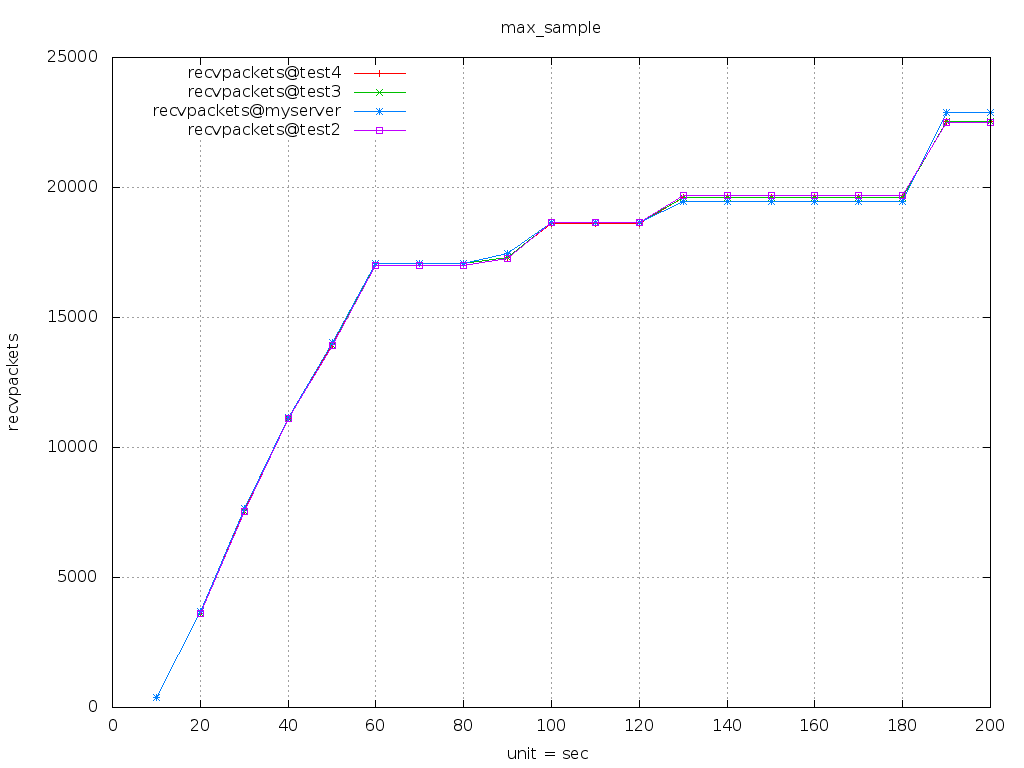 max_sample
25000
20000
15000
10000
5000
0
recvpackets
recvpackets@test4
recvpackets@test3
recvpackets@myserver
recvpackets@test2
0 20 40 60 80 100 120 140 160 180 200
unit = sec